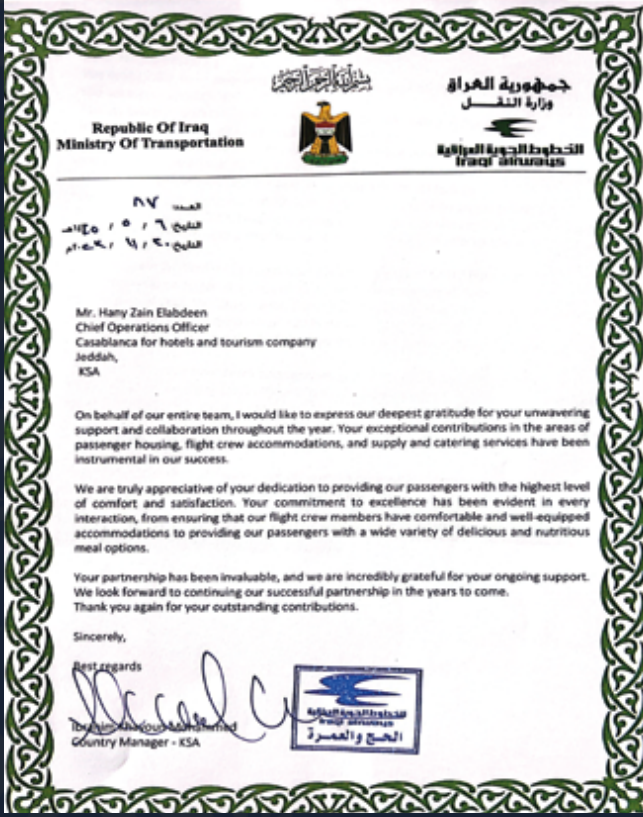 بسم الله الرحمن الرحيم
جمهورية العراق
وزارة النقل
الخطوط الجوية العراقية
Iraqi airways
Republic Of Iraq
Ministry Of Transportation
العدد: ٨٧
التاريخ: ٦ / ٥ / ١٤٤٥هـ
التاريخ: ٢٠ / ١١ / ٢٠٢٣م
Mr. Hany Zain Elabdeen
Chief Operations Officer
Casablanca for hotels and tourism company
Jeddah,
KSA
On behalf of our entire team, I would like to express our deepest gratitude for your unwavering
support and collaboration throughout the year. Your exceptional contributions in the areas of
passenger housing, flight crew accommodations, and supply and catering services have been
instrumental in our success.
We are truly appreciative of your dedication to providing our passengers with the highest level
of comfort and satisfaction. Your commitment to excellence has been evident in every
interaction, from ensuring that our flight crew members have comfortable and well-equipped
accommodations to providing our passengers with a wide variety of delicious and nutritious
meal options.
Your partnership has been invaluable, and we are incredibly grateful for your ongoing support.
We look forward to continuing our successful partnership in the years to come.
Thank you again for your outstanding contributions.
Sincerely,
Best regards
Ibrahim Khayoun Mohammed
Country Manager - KSA
الخطوط الجوية العراقية
Iraqi airways
الحج والعمرة